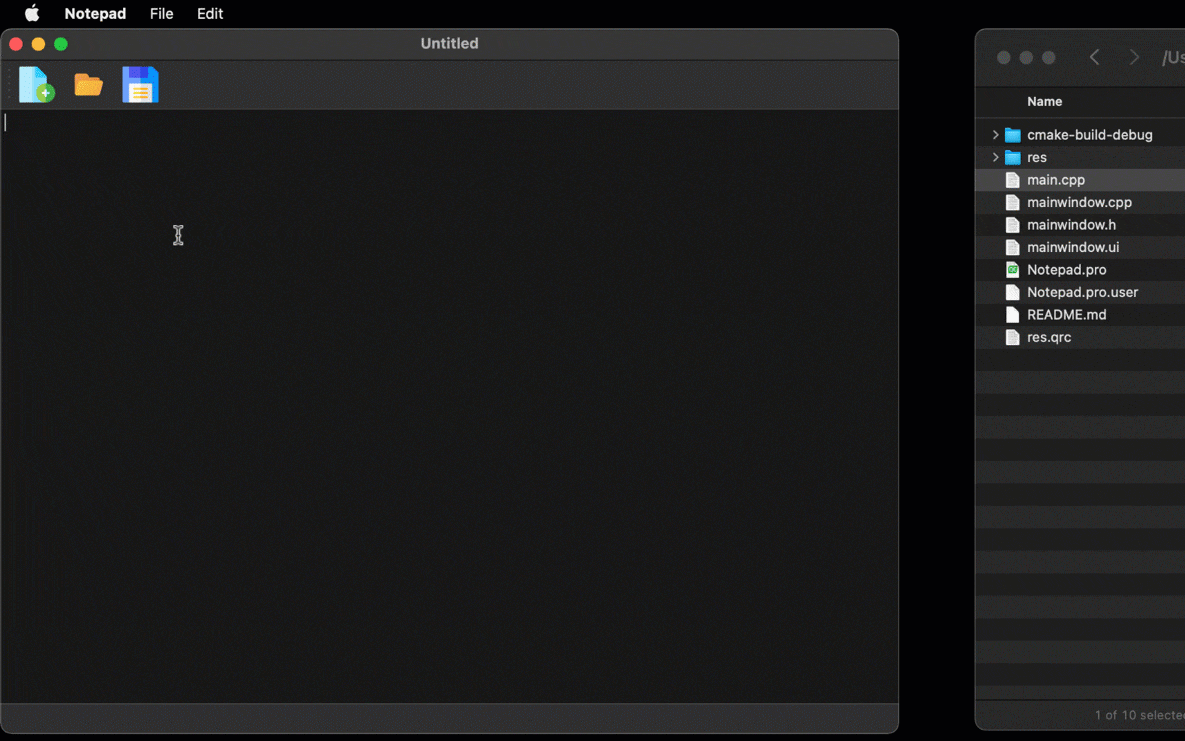 Notepad File Edit
Untitled
/Us
Name
cmake-build-debug
res
main.cpp
mainwindow.cpp
mainwindow.h
mainwindow.ui
Notepad.pro
Notepad.pro.user
README.md
res.qrc
1 of 10 selected